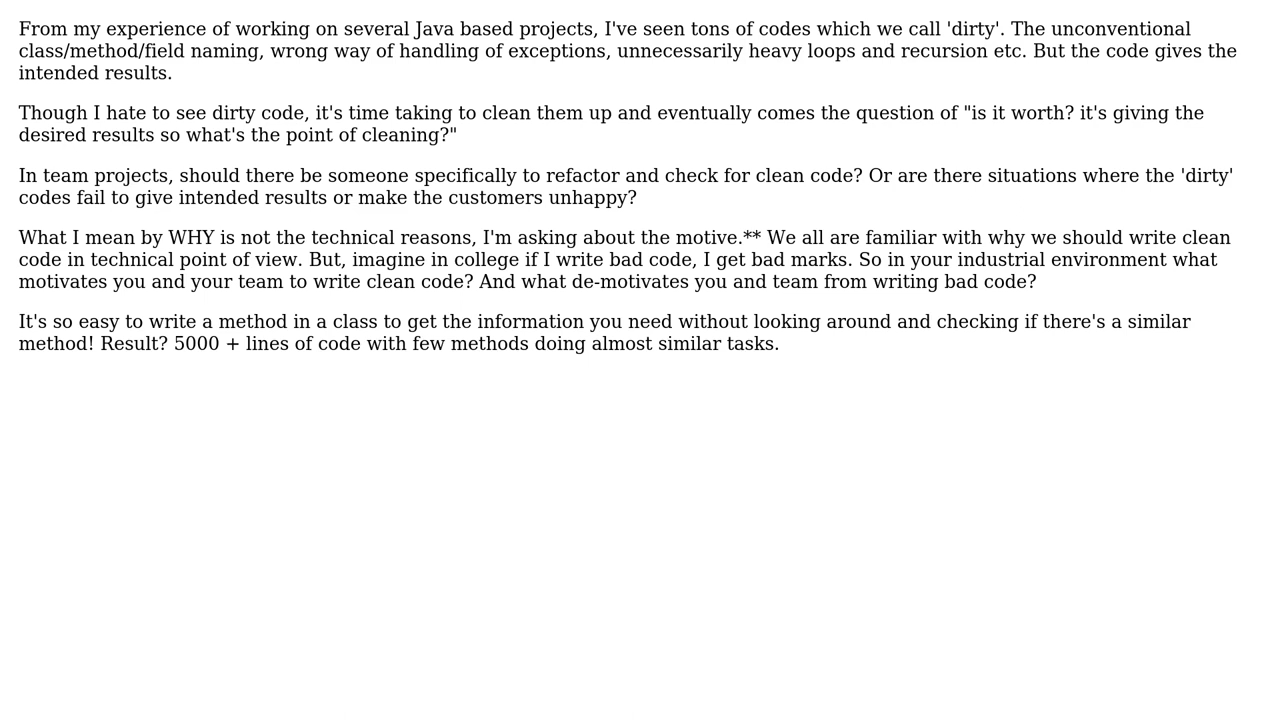 From my experience of working on several Java based projects, I've seen tons of codes which we call 'dirty'. The unconventional
class/method/field naming, wrong way of handling of exceptions, unnecessarily heavy loops and recursion etc. But the code gives the
intended results.
Though I hate to see dirty code, it's time taking to clean them up and eventually comes the question of "is it worth? it's giving the
desired results so what's the point of cleaning?"
In team projects, should there be someone specifically to refactor and check for clean code? Or are there situations where the 'dirty'
codes fail to give intended results or make the customers unhappy?
What I mean by WHY is not the technical reasons, I'm asking about the motive.** We all are familiar with why we should write clean
code in technical point of view. But, imagine in college if I write bad code, I get bad marks. So in your industrial environment what
motivates you and your team to write clean code? And what de-motivates you and team from writing bad code?
It's so easy to write a method in a class to get the information you need without looking around and checking if there's a similar
method! Result? 5000 + lines of code with few methods doing almost similar tasks.